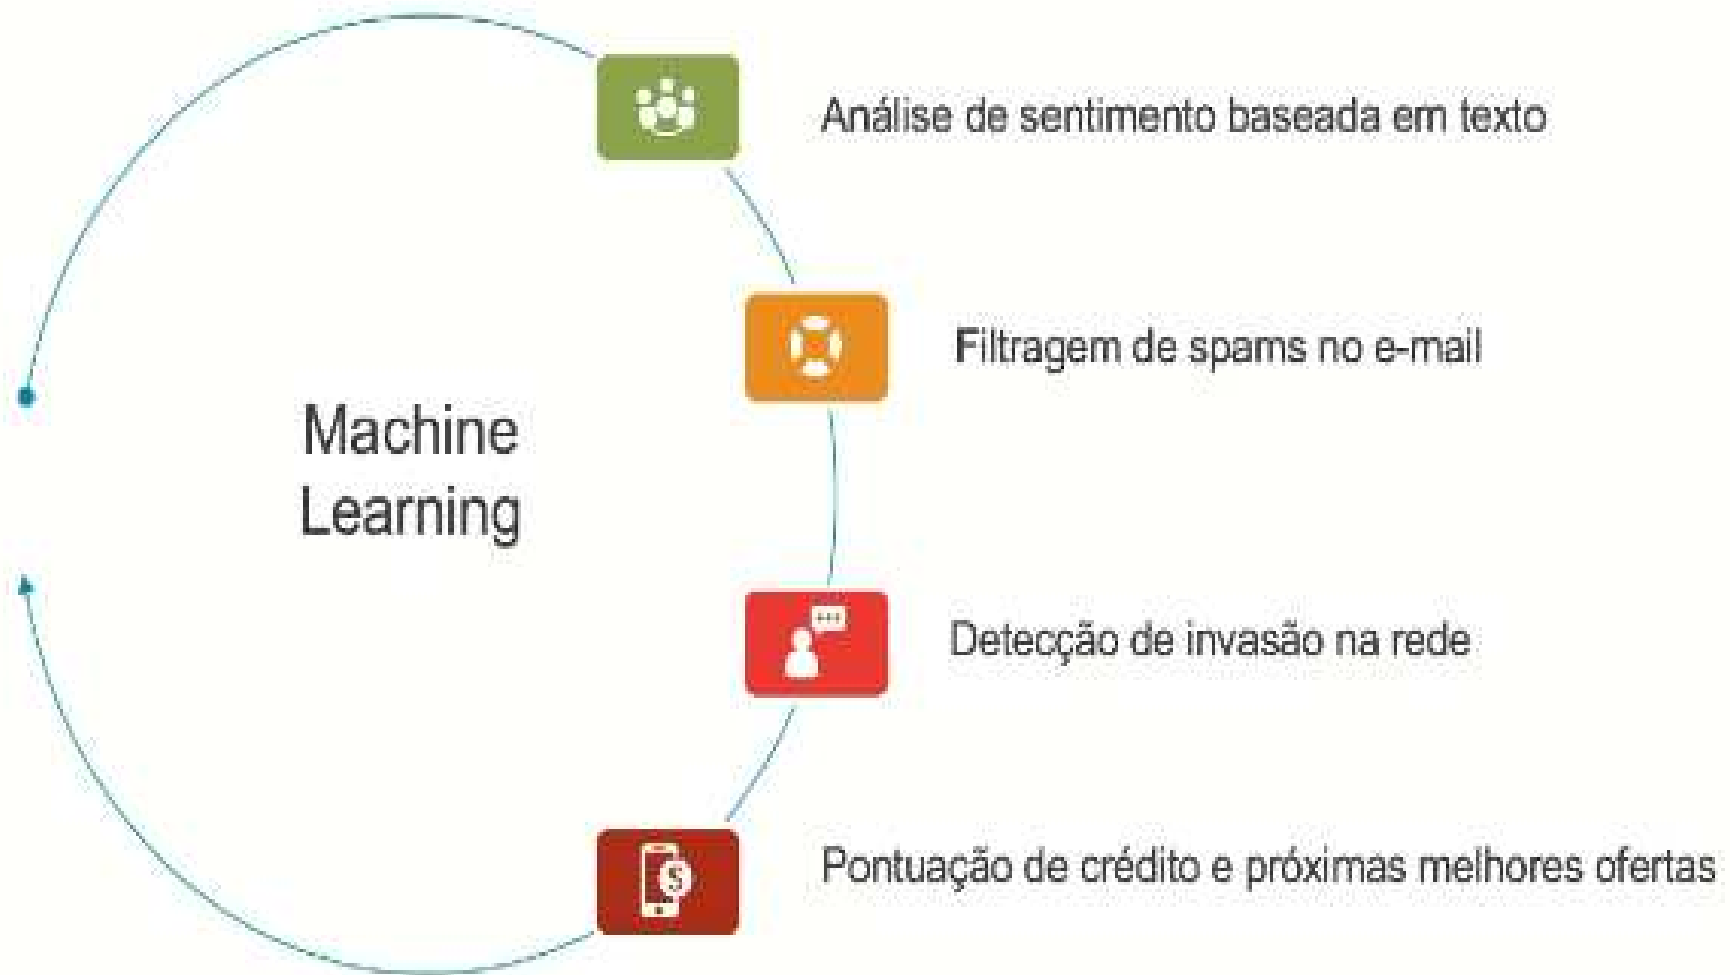 Análise de sentimento baseada em texto
Filtragem de spams no e-mail
Machine
Learning
Detecção de invasão na rede
Pontuação de crédito e próximas melhores ofertas
$